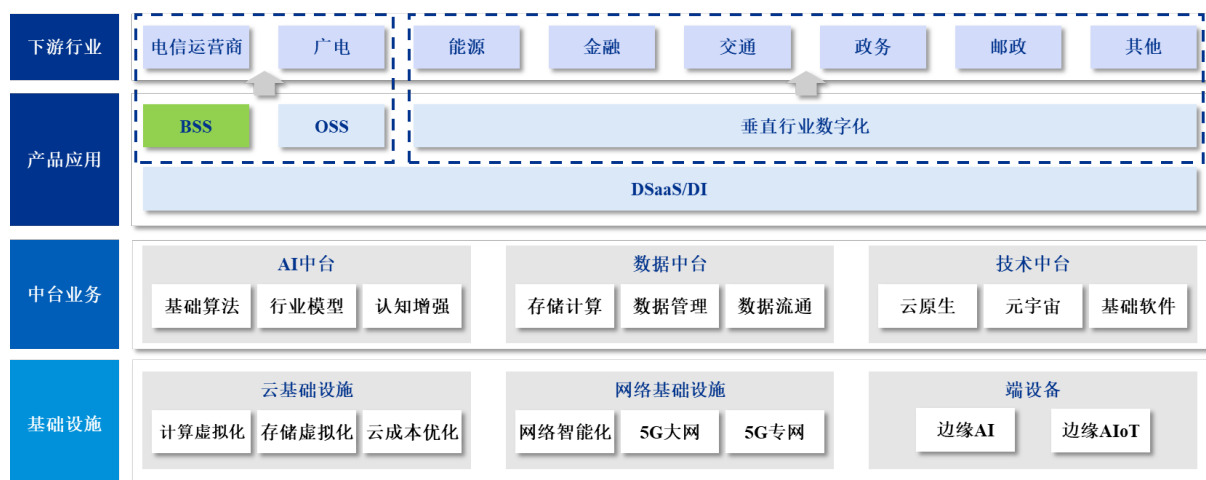 下游行业
电信运营商 广电 能源 金融 交通 政务 邮政 其他
产品应用
BSS OSS 垂直行业数字化
DSaaS/DI
中台业务
AI中台 数据中台 技术中台
基础算法 行业模型 认知增强 存储计算 数据管理 数据流通 云原生 元宇宙 基础软件
基础设施
云基础设施 网络基础设施 端设备
计算虚拟化 存储虚拟化 云成本优化 网络智能化 5G大网 5G专网 边缘AI 边缘AIoT